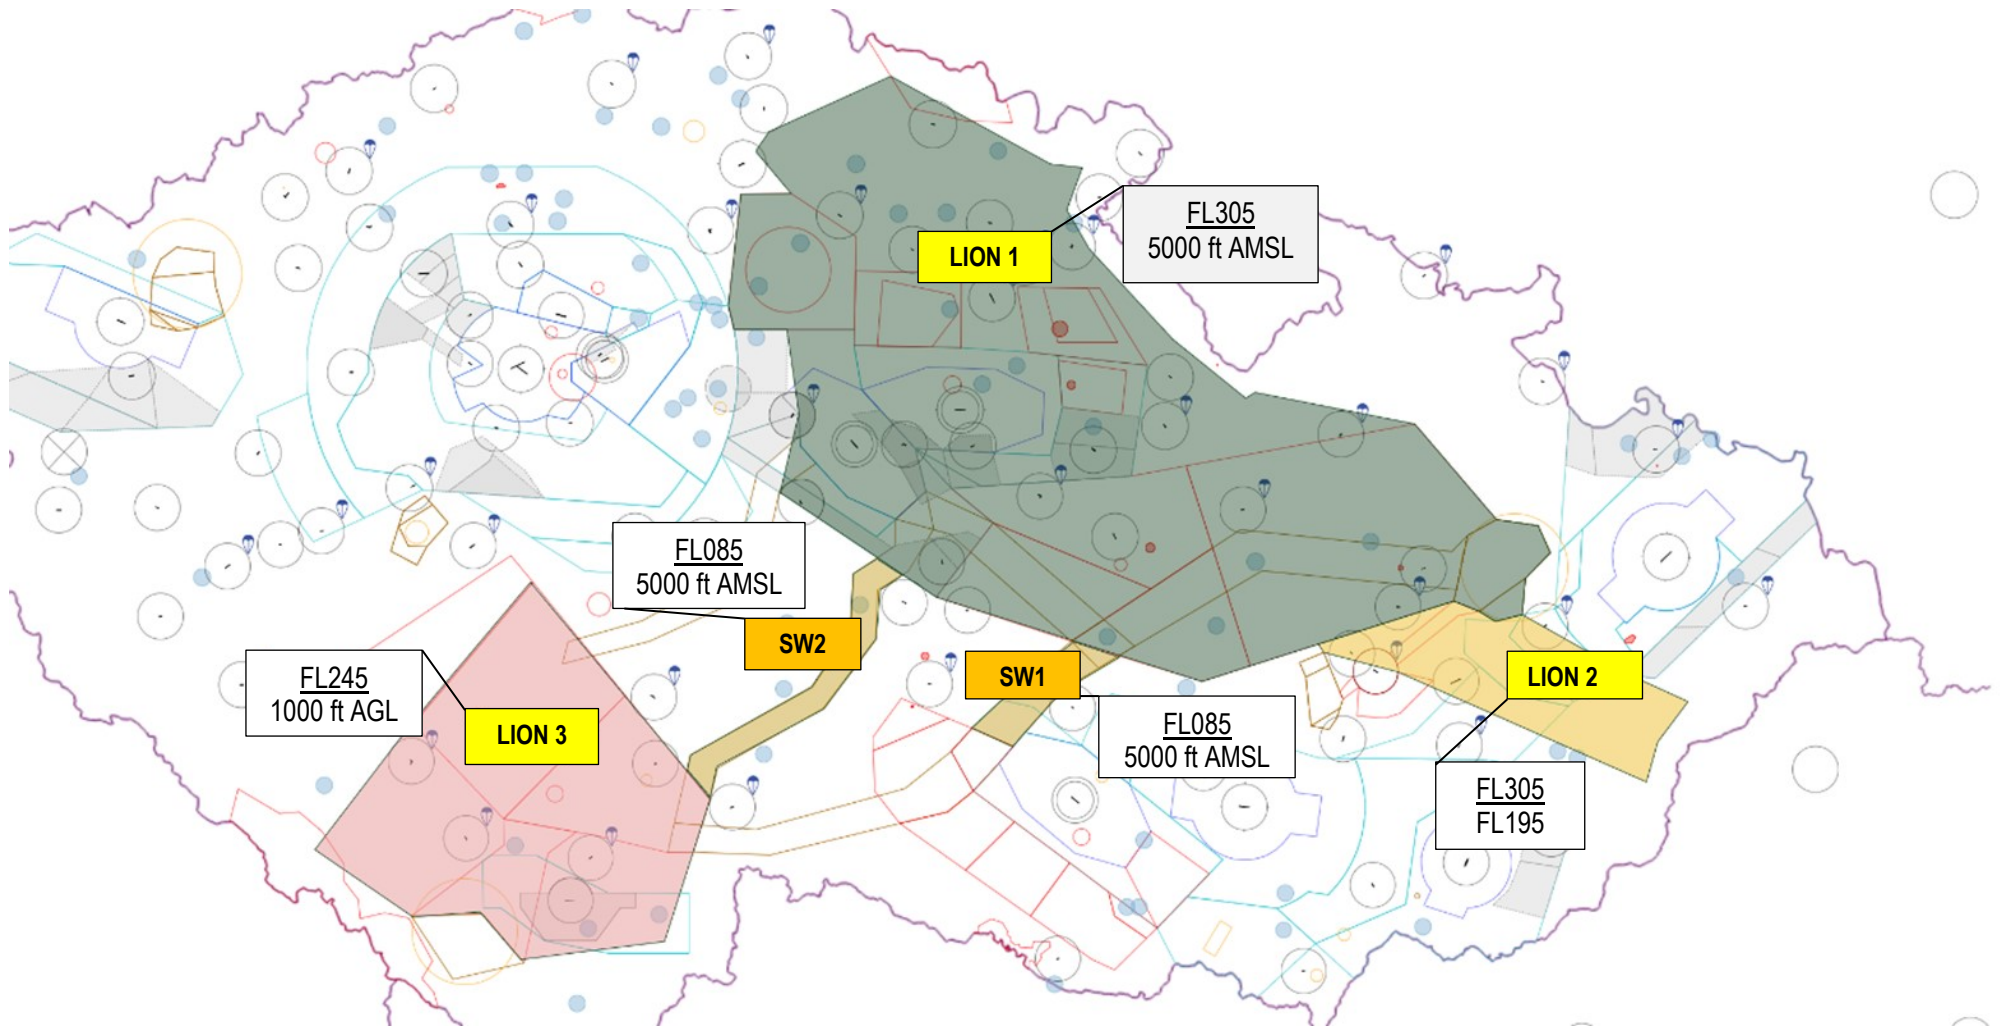 FL305
5000 ft AMSL
LION 1
FL085
5000 ft AMSL
SW2
FL245
1000 ft AGL
LION 3
SW1
FL085
5000 ft AMSL
LION 2
FL305
FL195